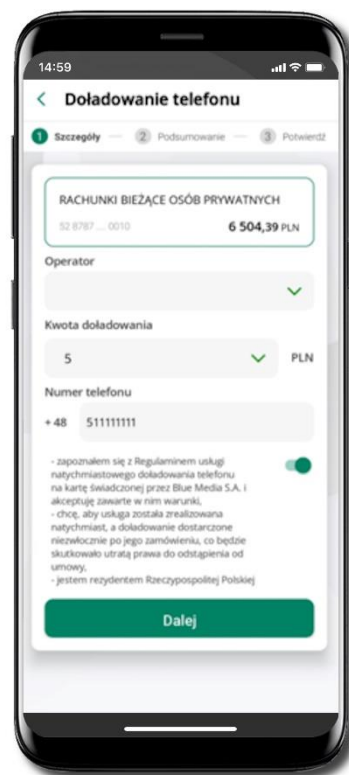 14:59
Doładowanie telefonu
1 Szczegóły 2 Podsumowanie 3 Potwierdź
RACHUNKI BIEŻĄCE OSÓB PRYWATNYCH
52 8787 ... 0010 6 504,39 PLN
Operator
Kwota doładowania
5 PLN
Numer telefonu
+ 48 511111111
- zapoznałem się z Regulaminem usługi
natychmiastowego doładowania telefonu
na kartę świadczonej przez Blue Media S.A. i
akceptuję zawarte w nim warunki,
- chcę, aby usługa została zrealizowana
natychmiast, a doładowanie dostarczone
niezwłocznie po jego zamówieniu, co będzie
skutkowało utratą prawa do odstąpienia od
umowy,
- jestem rezydentem Rzeczypospolitej Polskiej
Dalej